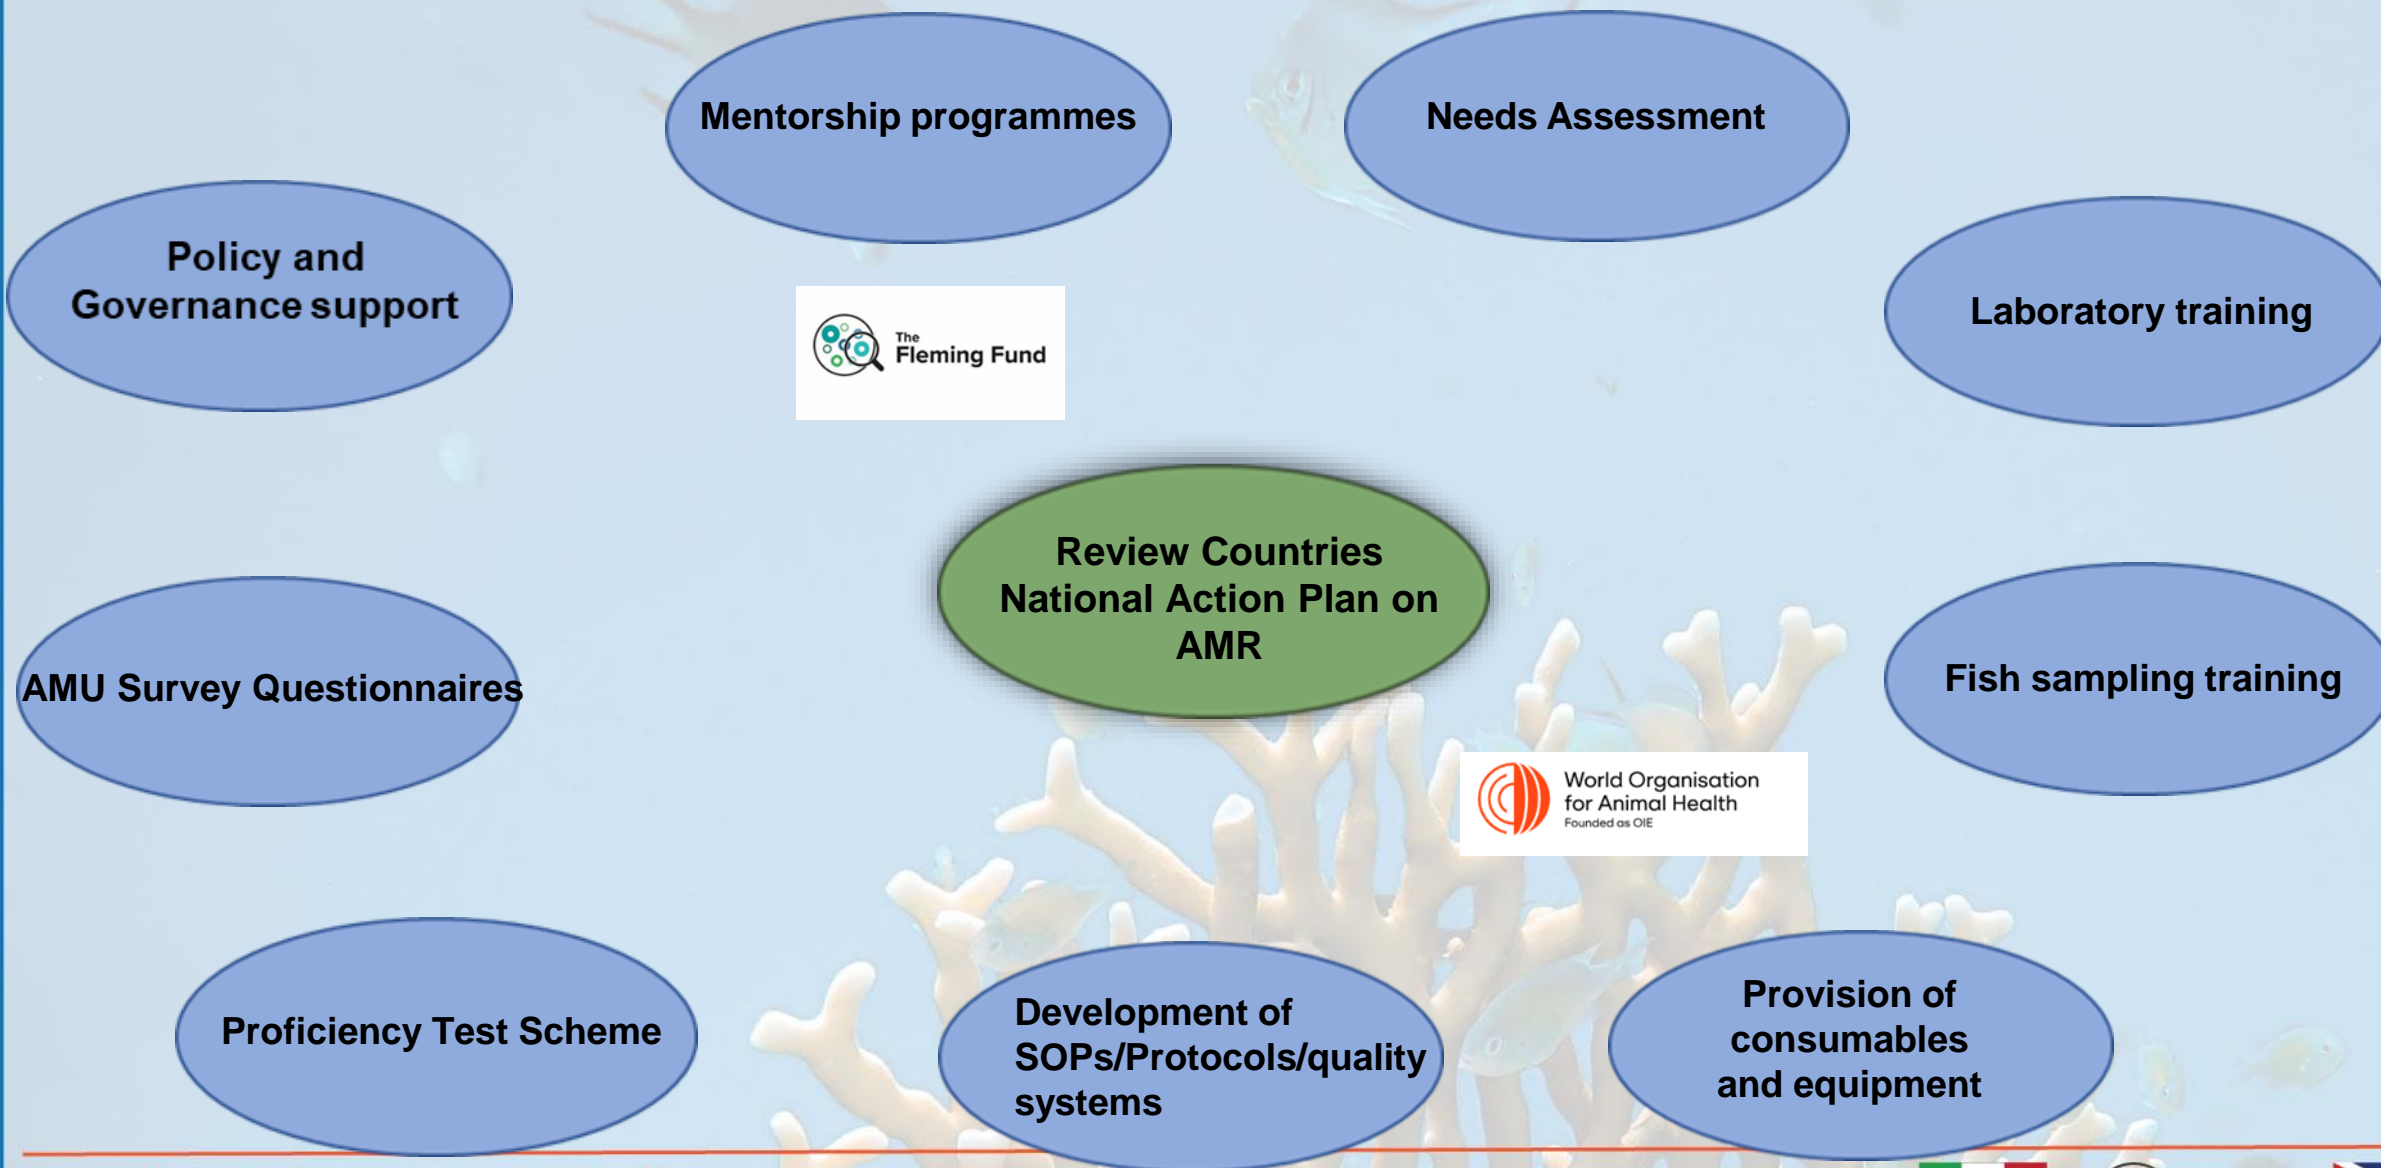 Mentorship programmes
Needs Assessment
Policy and
Governance support
Laboratory training
The
Fleming Fund
Review Countries
National Action Plan on
AMR
AMU Survey Questionnaires
Fish sampling training
World Organisation
for Animal Health
Founded as OIE
Proficiency Test Scheme
Development of
SOPs/Protocols/quality
systems
Provision of
consumables
and equipment